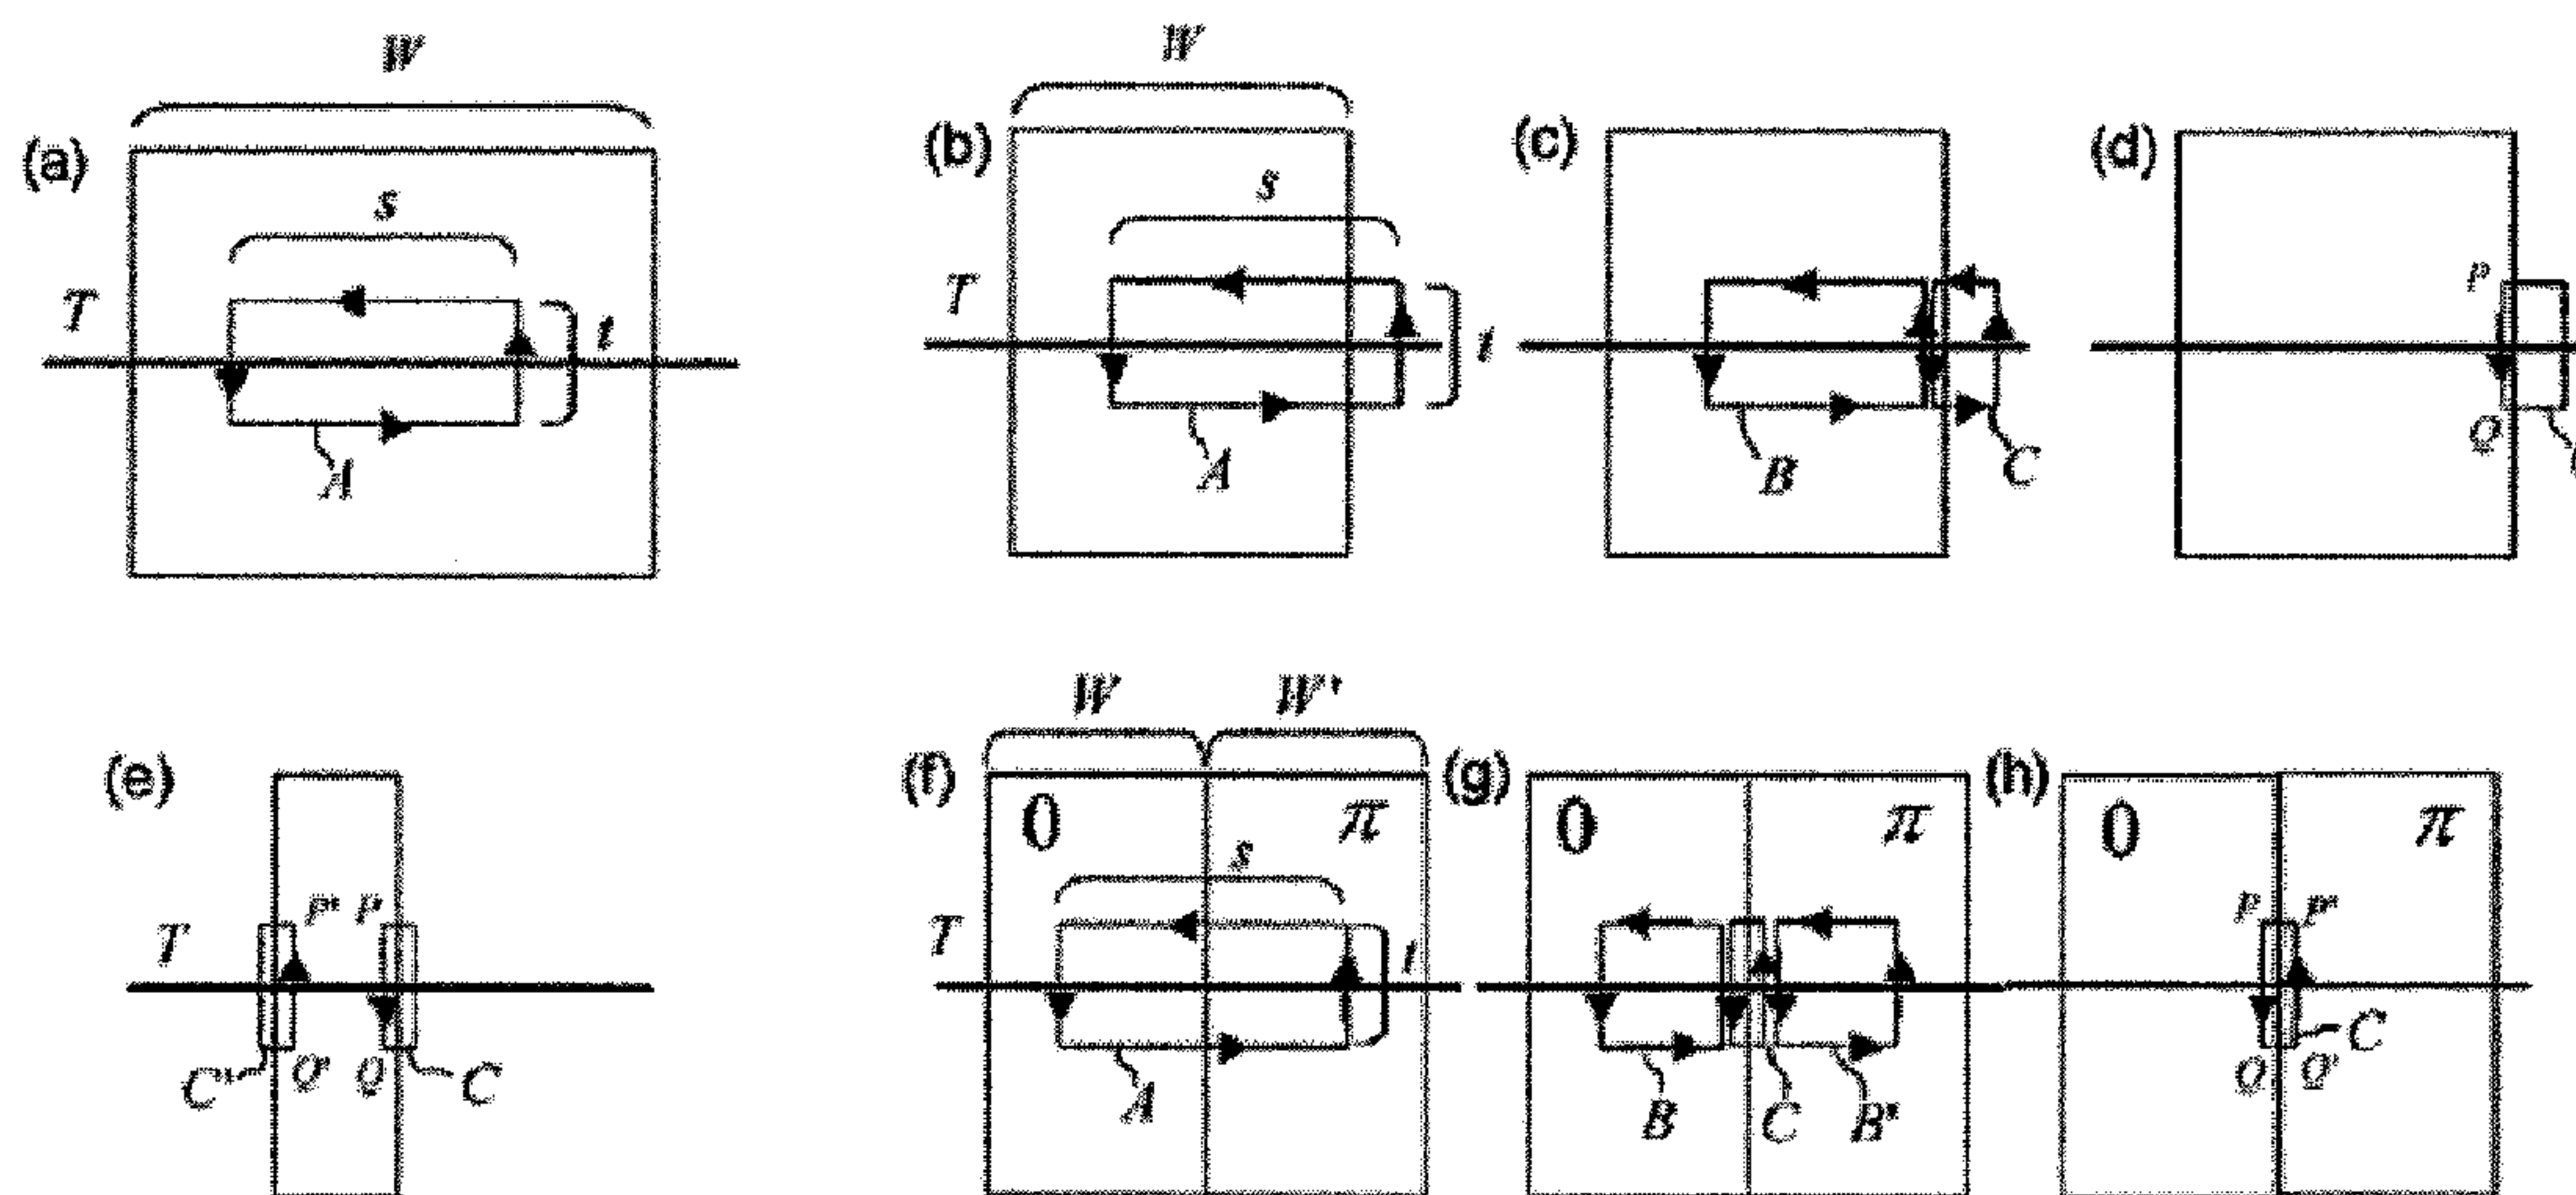 (a) W s T t A
(b) W s T t A
(c) B C
(d) P Q
(e) T P' P C' Q' Q C
(f) W W' 0 π s T t A
(g) 0 π B C B'
(h) 0 π P P' Q Q' C